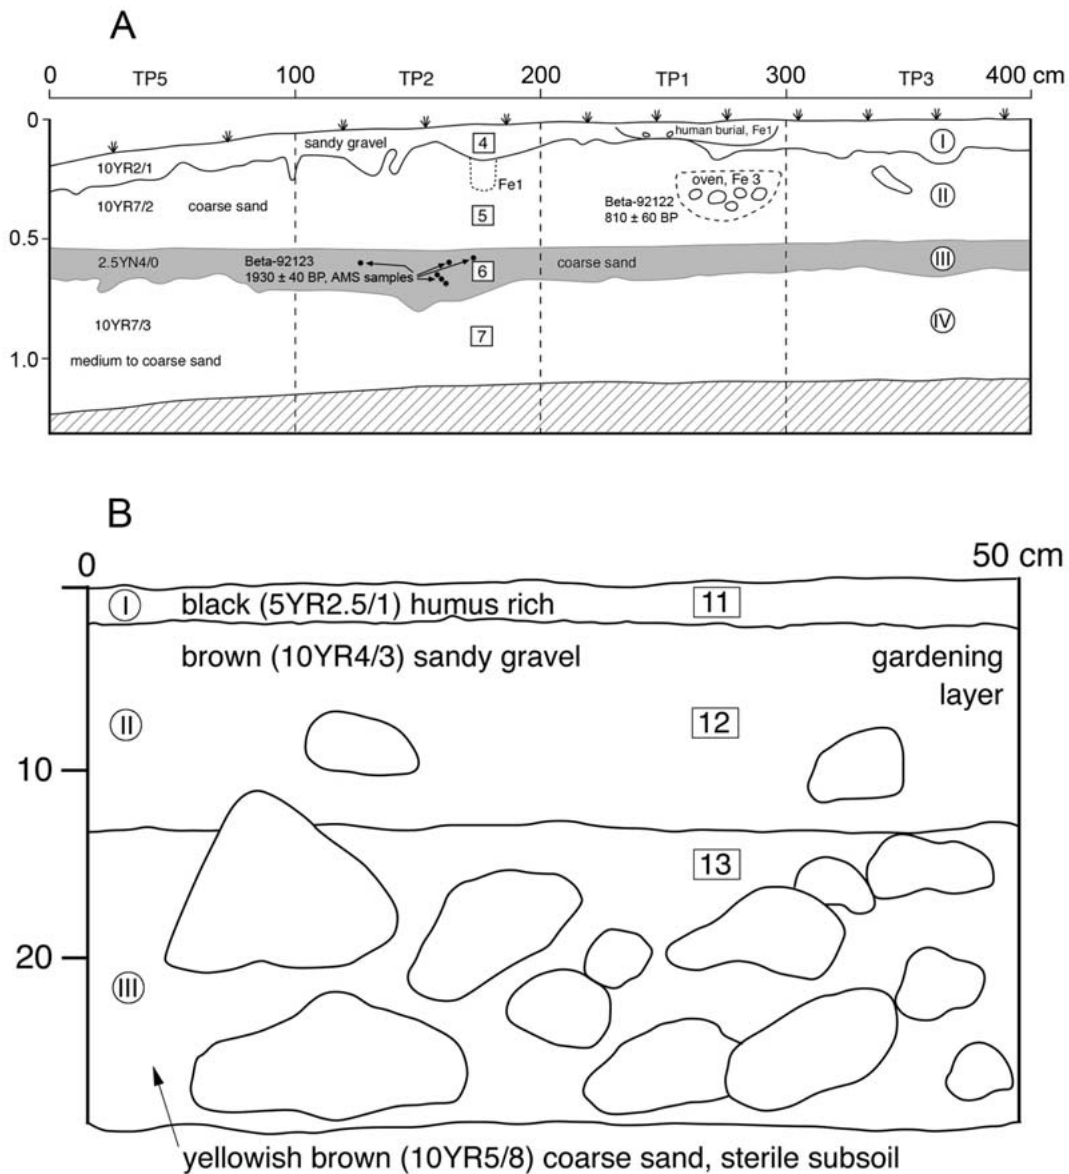 A
0 TP5 100 TP2 200 TP1 300 TP3 400 cm
0
sandy gravel
4
human burial, Fe1
I
10YR2/1
Fe1
oven, Fe 3
II
10YR7/2 coarse sand
5
Beta-92122
810 ± 60 BP
0.5
2.5YN4/0
Beta-92123
1930 ± 40 BP, AMS samples
6
coarse sand
III
10YR7/3
7
IV
medium to coarse sand
1.0
B
0 50 cm
I black (5YR2.5/1) humus rich 11
brown (10YR4/3) sandy gravel
gardening
layer
II
12
10
13
20
III
yellowish brown (10YR5/8) coarse sand, sterile subsoil